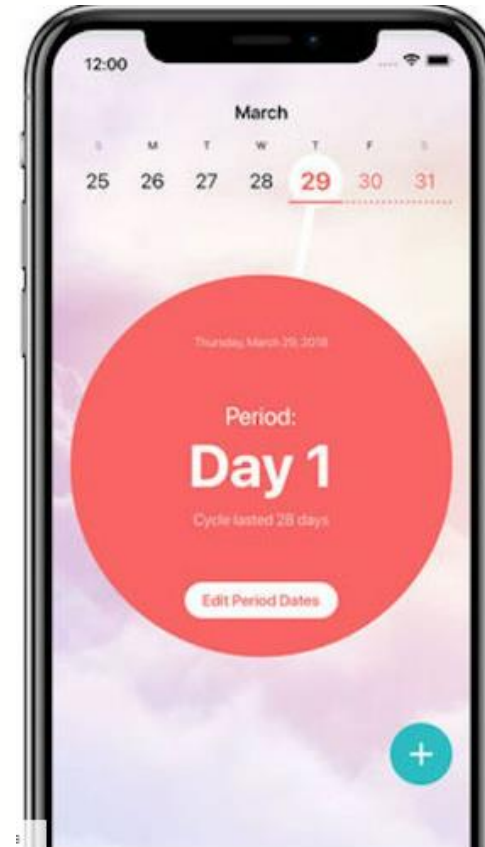 12:00
March
S M T W T F S
25 26 27 28 29 30 31
Thursday, March 29, 2018
Period:
Day 1
Cycle lasted 28 days
Edit Period Dates
+